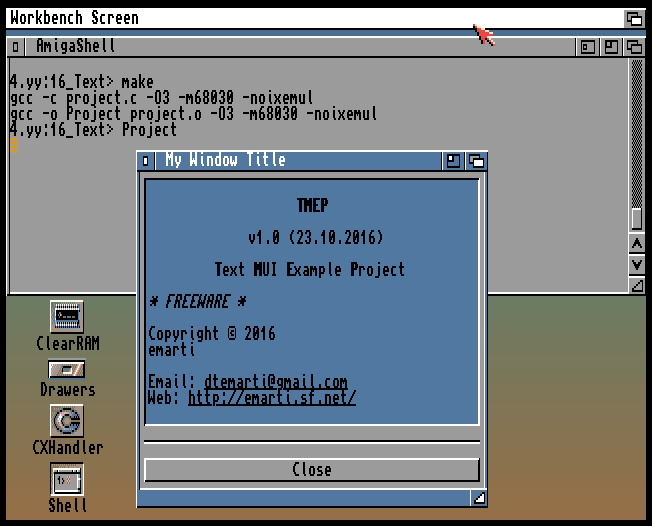 Workbench Screen
AmigaShell
4.yy:16_Text> make
gcc -c project.c -O3 -m68030 -noixemul
gcc -o Project project.o -O3 -m68030 -noixemul
4.yy:16_Text> Project
My Window Title
TMEP
v1.0 (23.10.2016)
Text MUI Example Project
* FREEWARE *
Copyright © 2016
emarti
Email: dtemarti@gmail.com
Web: http://emarti.sf.net/
Close
ClearRAM
Drawers
CXHandler
Shell